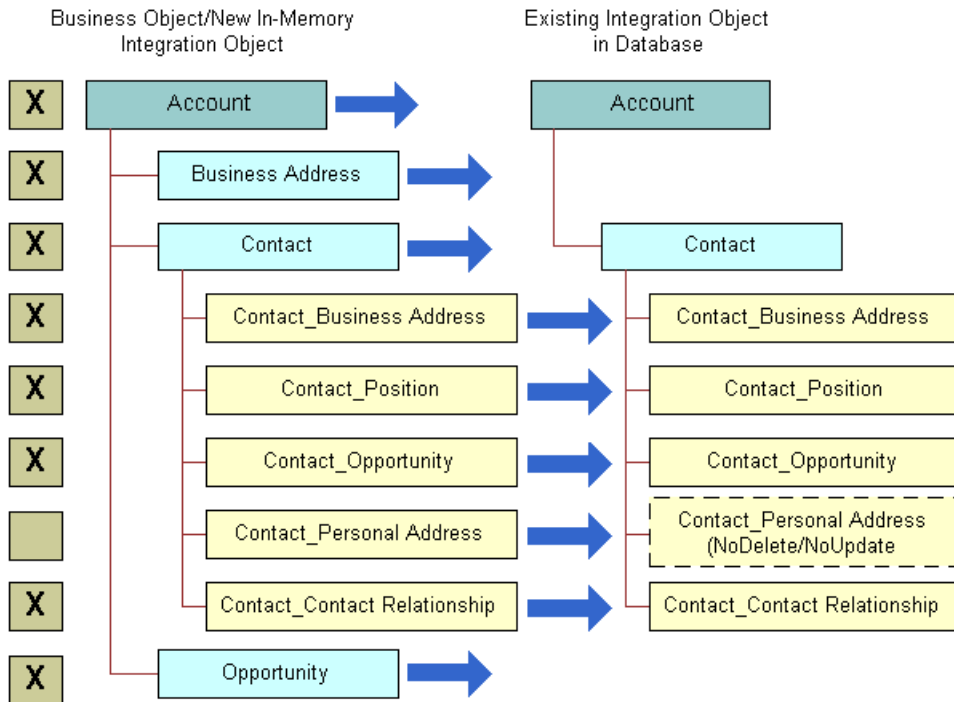 Business Object/New In-Memory
Integration Object
Existing Integration Object
in Database
X
Account
Account
X
Business Address
X
Contact
Contact
X
Contact_Business Address
Contact_Business Address
X
Contact_Position
Contact_Position
X
Contact_Opportunity
Contact_Opportunity
Contact_Personal Address
Contact_Personal Address
(NoDelete/NoUpdate
X
Contact_Contact Relationship
Contact_Contact Relationship
X
Opportunity